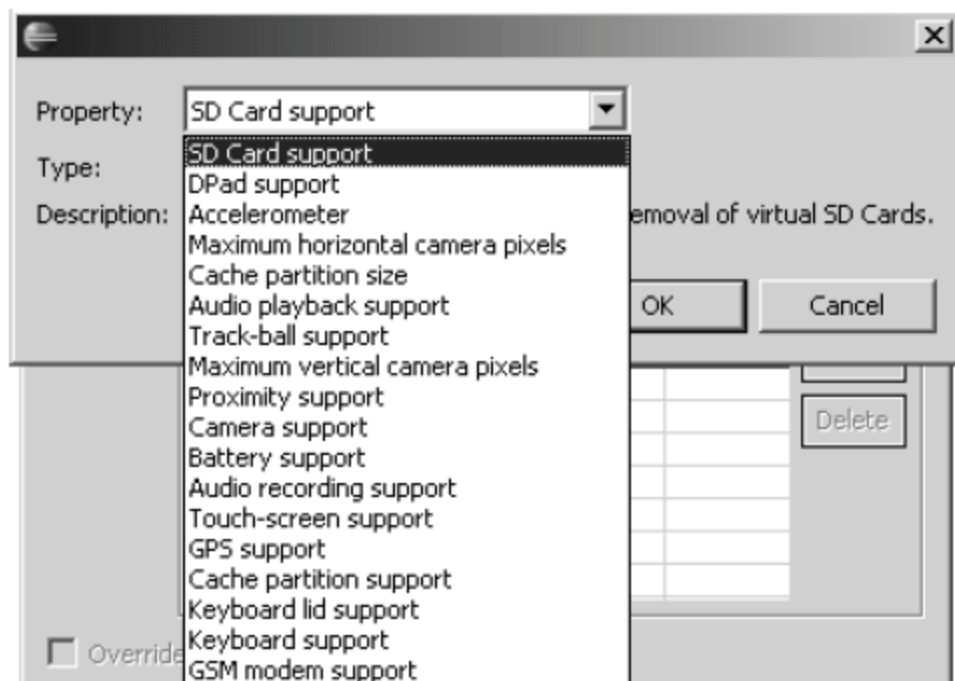 Property: SD Card support
SD Card support
Type:
DPad support
Description:
Accelerometer
emoval of virtual SD Cards.
Maximum horizontal camera pixels
Cache partition size
Audio playback support
OK
Cancel
Track-ball support
Maximum vertical camera pixels
Proximity support
Camera support
Delete
Battery support
Audio recording support
Touch-screen support
GPS support
Cache partition support
Keyboard lid support
Keyboard support
Override
GSM modem support